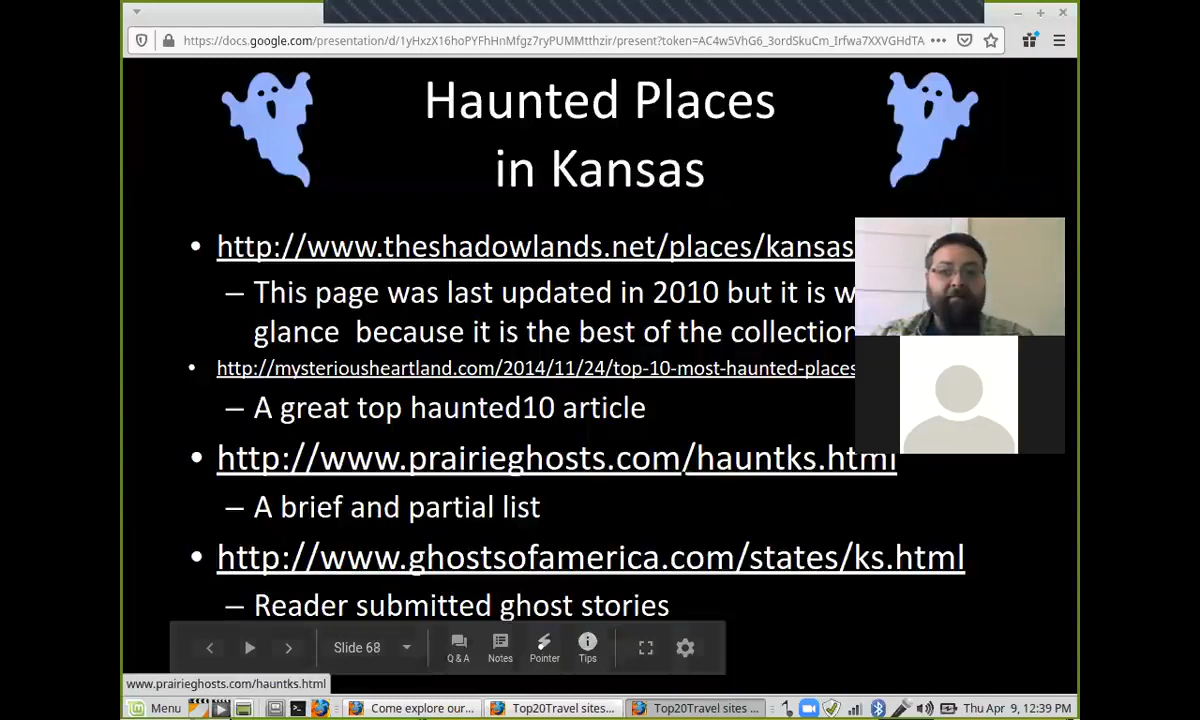 https://docs.google.com/presentation/d/1yHxzX16hoPYFhHnMfgz7ryPUMMtthzir/present?token=AC4w5VhG6_3ordSkuCm_Irfwa7XXVGHdTA
Haunted Places
in Kansas
• http://www.theshadowlands.net/places/kansas
– This page was last updated in 2010 but it is w
glance because it is the best of the collection
• http://mysteriousheartland.com/2014/11/24/top-10-most-haunted-places
– A great top haunted10 article
• http://www.prairieghosts.com/hauntks.html
– A brief and partial list
• http://www.ghostsofamerica.com/states/ks.html
– Reader submitted ghost stories
Slide 68
Q & A
Notes
Pointer
Tips
www.prairieghosts.com/hauntks.html
Menu
Come explore our...
Top20Travel sites...
Top20Travel sites ...
Thu Apr 9, 12:39 PM